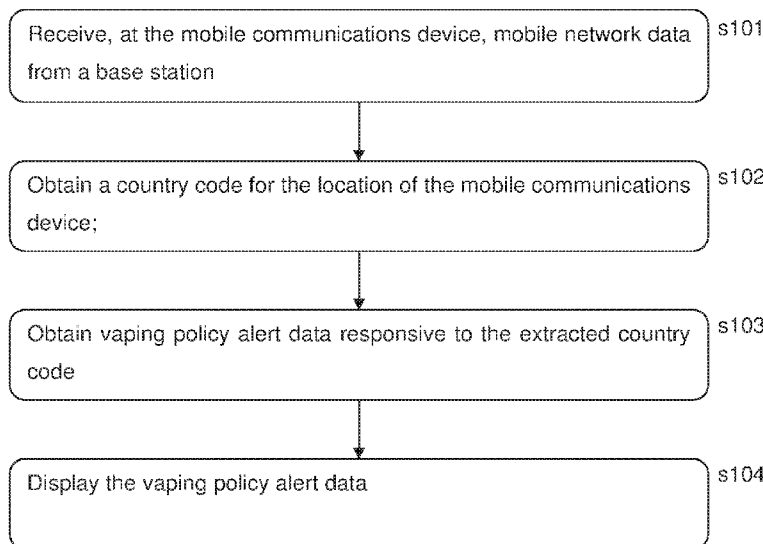 Receive, at the mobile communications device, mobile network data
from a base station
s101
Obtain a country code for the location of the mobile communications
device;
s102
Obtain vaping policy alert data responsive to the extracted country
code
s103
Display the vaping policy alert data
s104